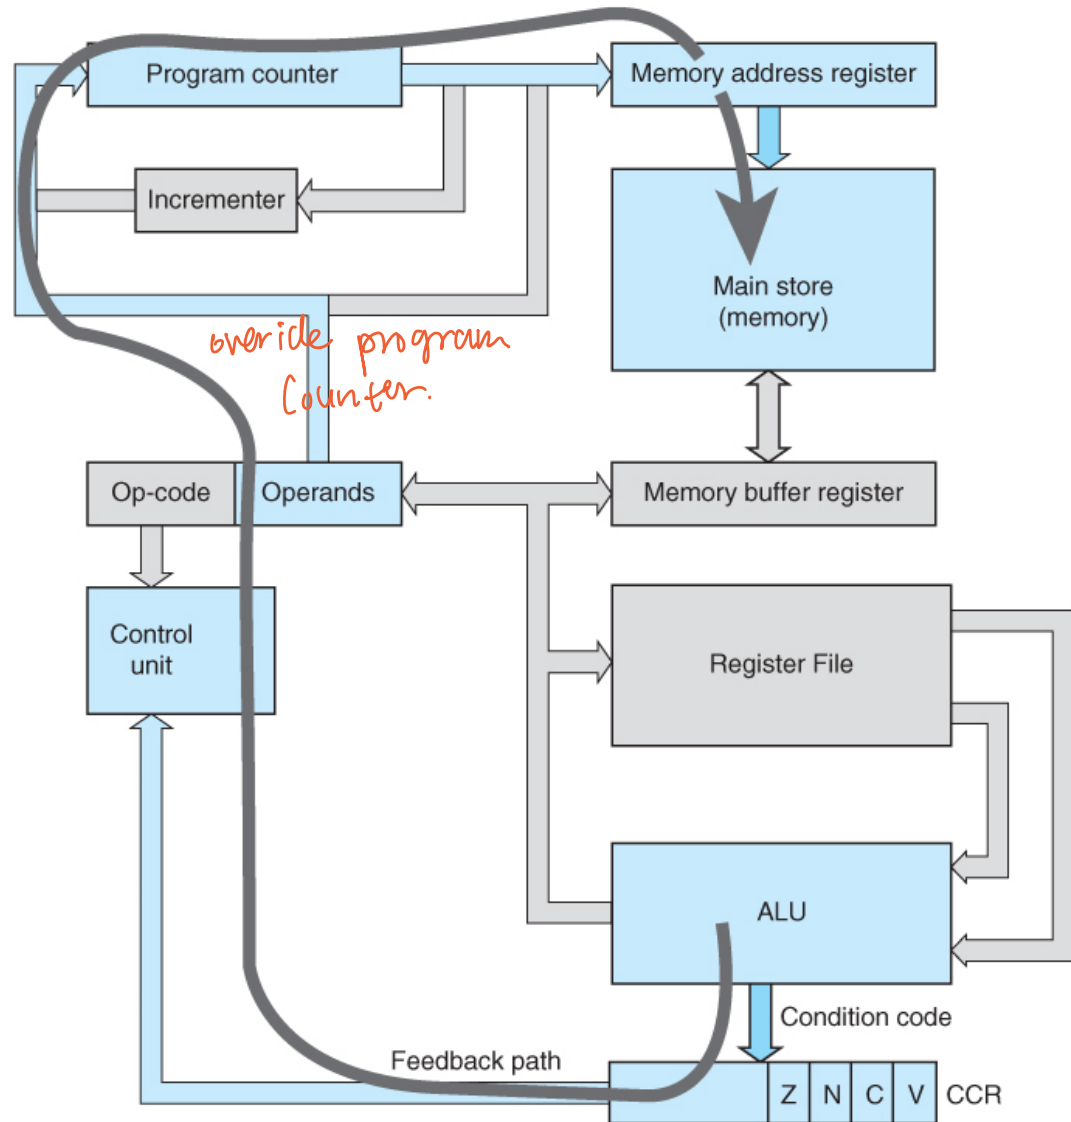 Program counter
Memory address register
Incrementer
Main store
(memory)
overide program
Counter.
Op-code
Operands
Memory buffer register
Control
unit
Register File
ALU
Condition code
Feedback path
Z N C V CCR